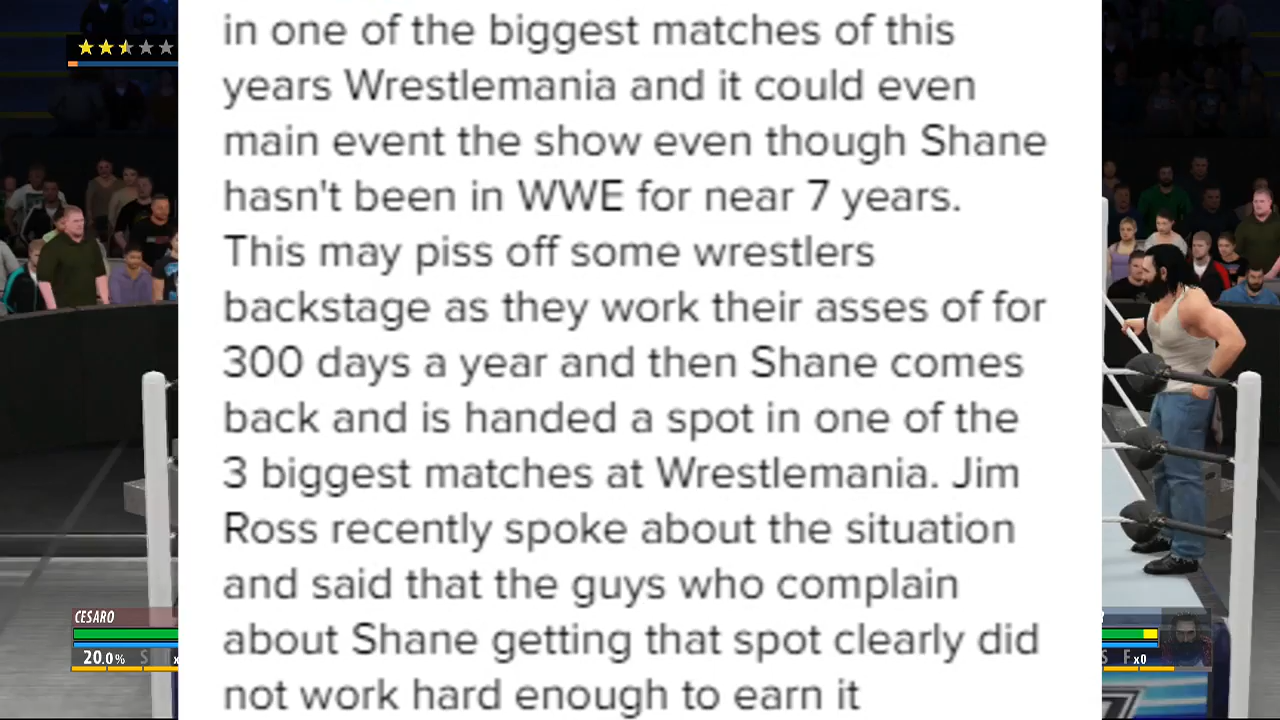 in one of the biggest matches of this
years Wrestlemania and it could even
main event the show even though Shane
hasn't been in WWE for near 7 years.
This may piss off some wrestlers
backstage as they work their asses of for
300 days a year and then Shane comes
back and is handed a spot in one of the
3 biggest matches at Wrestlemania. Jim
Ross recently spoke about the situation
and said that the guys who complain
about Shane getting that spot clearly did
not work hard enough to earn it
CESARO
20.0% S x
S F x0